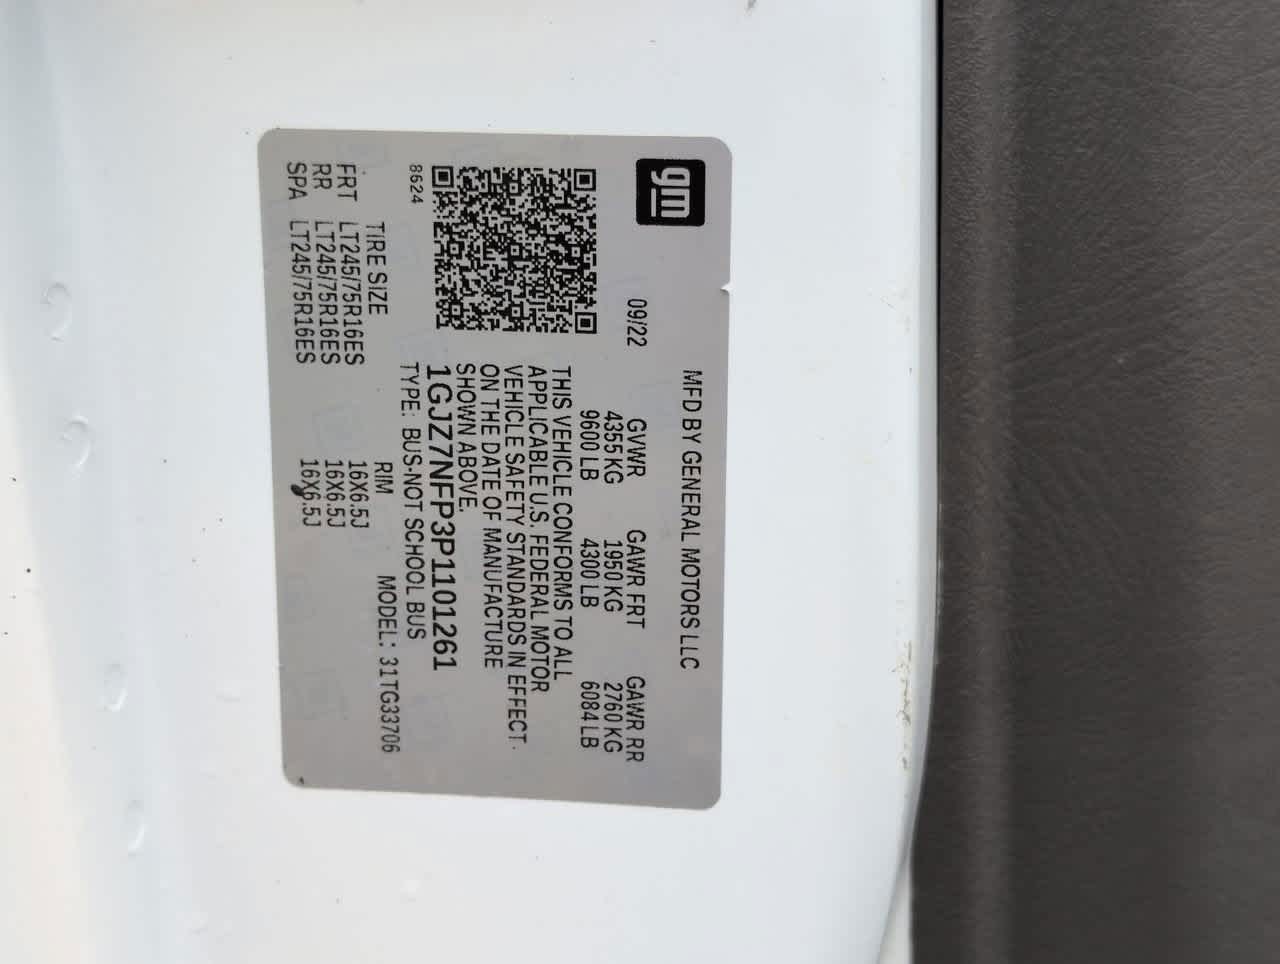 gm
MFD BY GENERAL MOTORS LLC
09/22
GVWR GAWR FRT GAWR RR
4355 KG 1950 KG 2760 KG
9600 LB 4300 LB 6084 LB
THIS VEHICLE CONFORMS TO ALL
APPLICABLE U.S. FEDERAL MOTOR
VEHICLE SAFETY STANDARDS IN EFFECT
ON THE DATE OF MANUFACTURE
SHOWN ABOVE.
1GJZ7NFP3P1101261
TYPE: BUS-NOT SCHOOL BUS
8624
MODEL: 31TG33706
TIRE SIZE RIM
FRT LT245/75R16ES 16X6.5J
RR LT245/75R16ES 16X6.5J
SPA LT245/75R16ES 16X6.5J